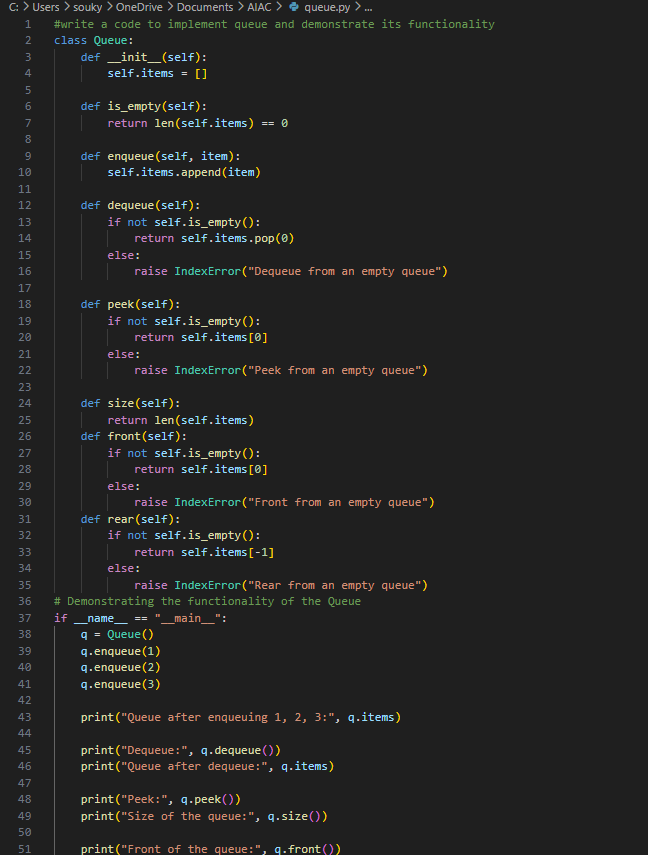 C: > Users > souky > OneDrive > Documents > AIAC > queue.py > ...
1 #write a code to implement queue and demonstrate its functionality
2 class Queue:
3     def __init__(self):
4         self.items = []
5
6     def is_empty(self):
7         return len(self.items) == 0
8
9     def enqueue(self, item):
10         self.items.append(item)
11
12     def dequeue(self):
13         if not self.is_empty():
14             return self.items.pop(0)
15         else:
16             raise IndexError("Dequeue from an empty queue")
17
18     def peek(self):
19         if not self.is_empty():
20             return self.items[0]
21         else:
22             raise IndexError("Peek from an empty queue")
23
24     def size(self):
25         return len(self.items)
26     def front(self):
27         if not self.is_empty():
28             return self.items[0]
29         else:
30             raise IndexError("Front from an empty queue")
31     def rear(self):
32         if not self.is_empty():
33             return self.items[-1]
34         else:
35             raise IndexError("Rear from an empty queue")
36 # Demonstrating the functionality of the Queue
37 if __name__ == "__main__":
38     q = Queue()
39     q.enqueue(1)
40     q.enqueue(2)
41     q.enqueue(3)
42
43     print("Queue after enqueuing 1, 2, 3:", q.items)
44
45     print("Dequeue:", q.dequeue())
46     print("Queue after dequeue:", q.items)
47
48     print("Peek:", q.peek())
49     print("Size of the queue:", q.size())
50
51     print("Front of the queue:", q.front())